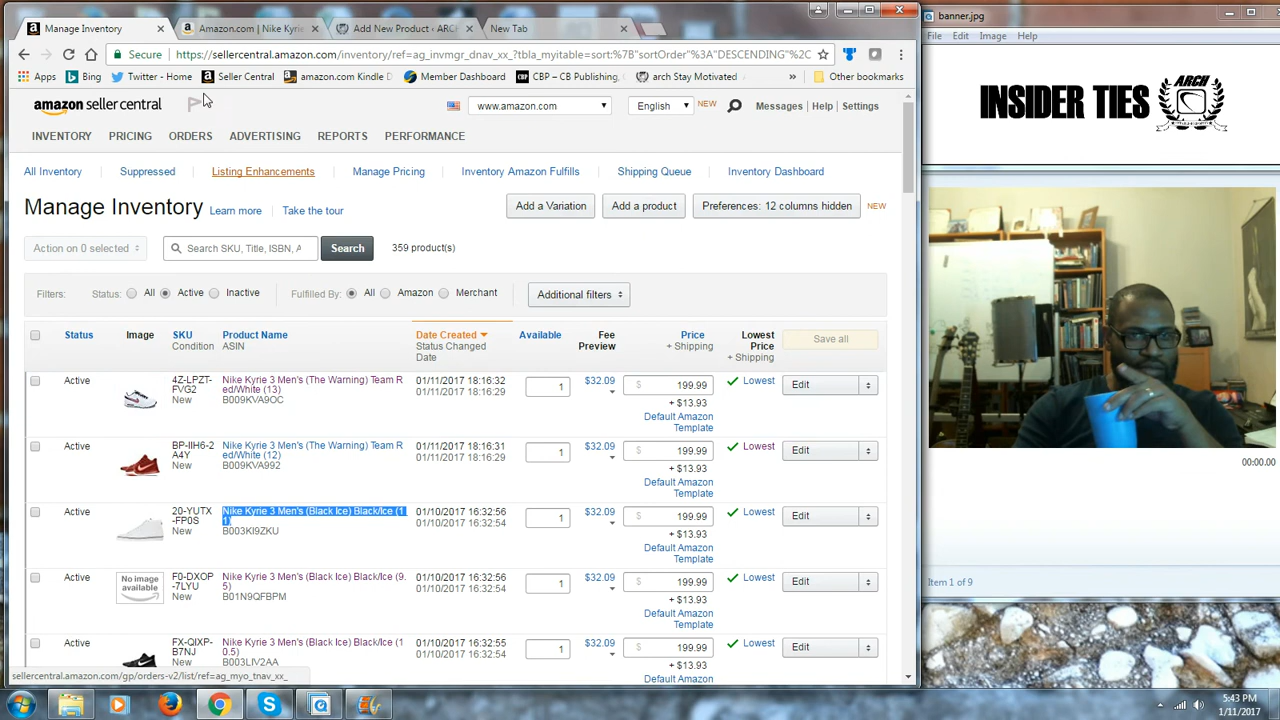 Manage Inventory
Amazon.com | Nike Kyrie
Add New Product ‹ ARCH
New Tab
banner.jpg
Secure
https://sellercentral.amazon.com/inventory/ref=ag_invmgr_dnav_xx_?tbla_myitable=sort:%7B"sortOrder"%3A"DESCENDING"%2C
File Edit Image Help
Apps Bing Twitter - Home Seller Central amazon.com Kindle D Member Dashboard CBP – CB Publishing, arch Stay Motivated » Other bookmarks
amazon seller central
www.amazon.com
English
NEW
Messages | Help | Settings
INSIDER TIES
ARCH
INVENTORY PRICING ORDERS ADVERTISING REPORTS PERFORMANCE
All Inventory Suppressed Listing Enhancements Manage Pricing Inventory Amazon Fulfills Shipping Queue Inventory Dashboard
Manage Inventory Learn more Take the tour
Add a Variation Add a product Preferences: 12 columns hidden NEW
Action on 0 selected Search SKU, Title, ISBN, A Search 359 product(s)
Filters: Status: All Active Inactive Fulfilled By: All Amazon Merchant Additional filters
Status Image SKU Product Name Date Created Available Fee Price Lowest Save all
Condition ASIN Status Changed Preview + Shipping Price
Date + Shipping
Active 4Z-LPZT- Nike Kyrie 3 Men's (The Warning) Team R 01/11/2017 18:16:32 1 $32.09 $ 199.99 Lowest Edit
FVG2 ed/White (13) 01/11/2017 18:16:29
New B009KVA9OC + $13.93
Default Amazon
Template
Active BP-IIH6-2 Nike Kyrie 3 Men's (The Warning) Team R 01/11/2017 18:16:31 1 $32.09 $ 199.99 Lowest Edit
A4Y ed/White (12) 01/11/2017 18:16:29
New B009KVA992 + $13.93
Default Amazon
Template
Active 20-YUTX Nike Kyrie 3 Men's (Black Ice) Black/Ice (1 01/10/2017 16:32:56 1 $32.09 $ 199.99 Lowest Edit
-FP0S 1) 01/10/2017 16:32:54
New B003KI9ZKU + $13.93
Default Amazon
Template
Active No image available F0-DXOP Nike Kyrie 3 Men's (Black Ice) Black/Ice (9. 01/10/2017 16:32:56 1 $32.09 $ 199.99 Lowest Edit
-7LYU 5) 01/10/2017 16:32:54
New B01N9QFBPM + $13.93
Default Amazon
Template
Active FX-QIXP- Nike Kyrie 3 Men's (Black Ice) Black/Ice (1 01/10/2017 16:32:55 1 $32.09 $ 199.99 Lowest Edit
B7NJ 0.5) 01/10/2017 16:32:54
New B003LIV2AA + $13.93
Default Amazon
sellercentral.amazon.com/gp/orders-v2/list/ref=ag_myo_tnav_xx_
00:00.00
Item 1 of 9
5:43 PM
1/11/2017